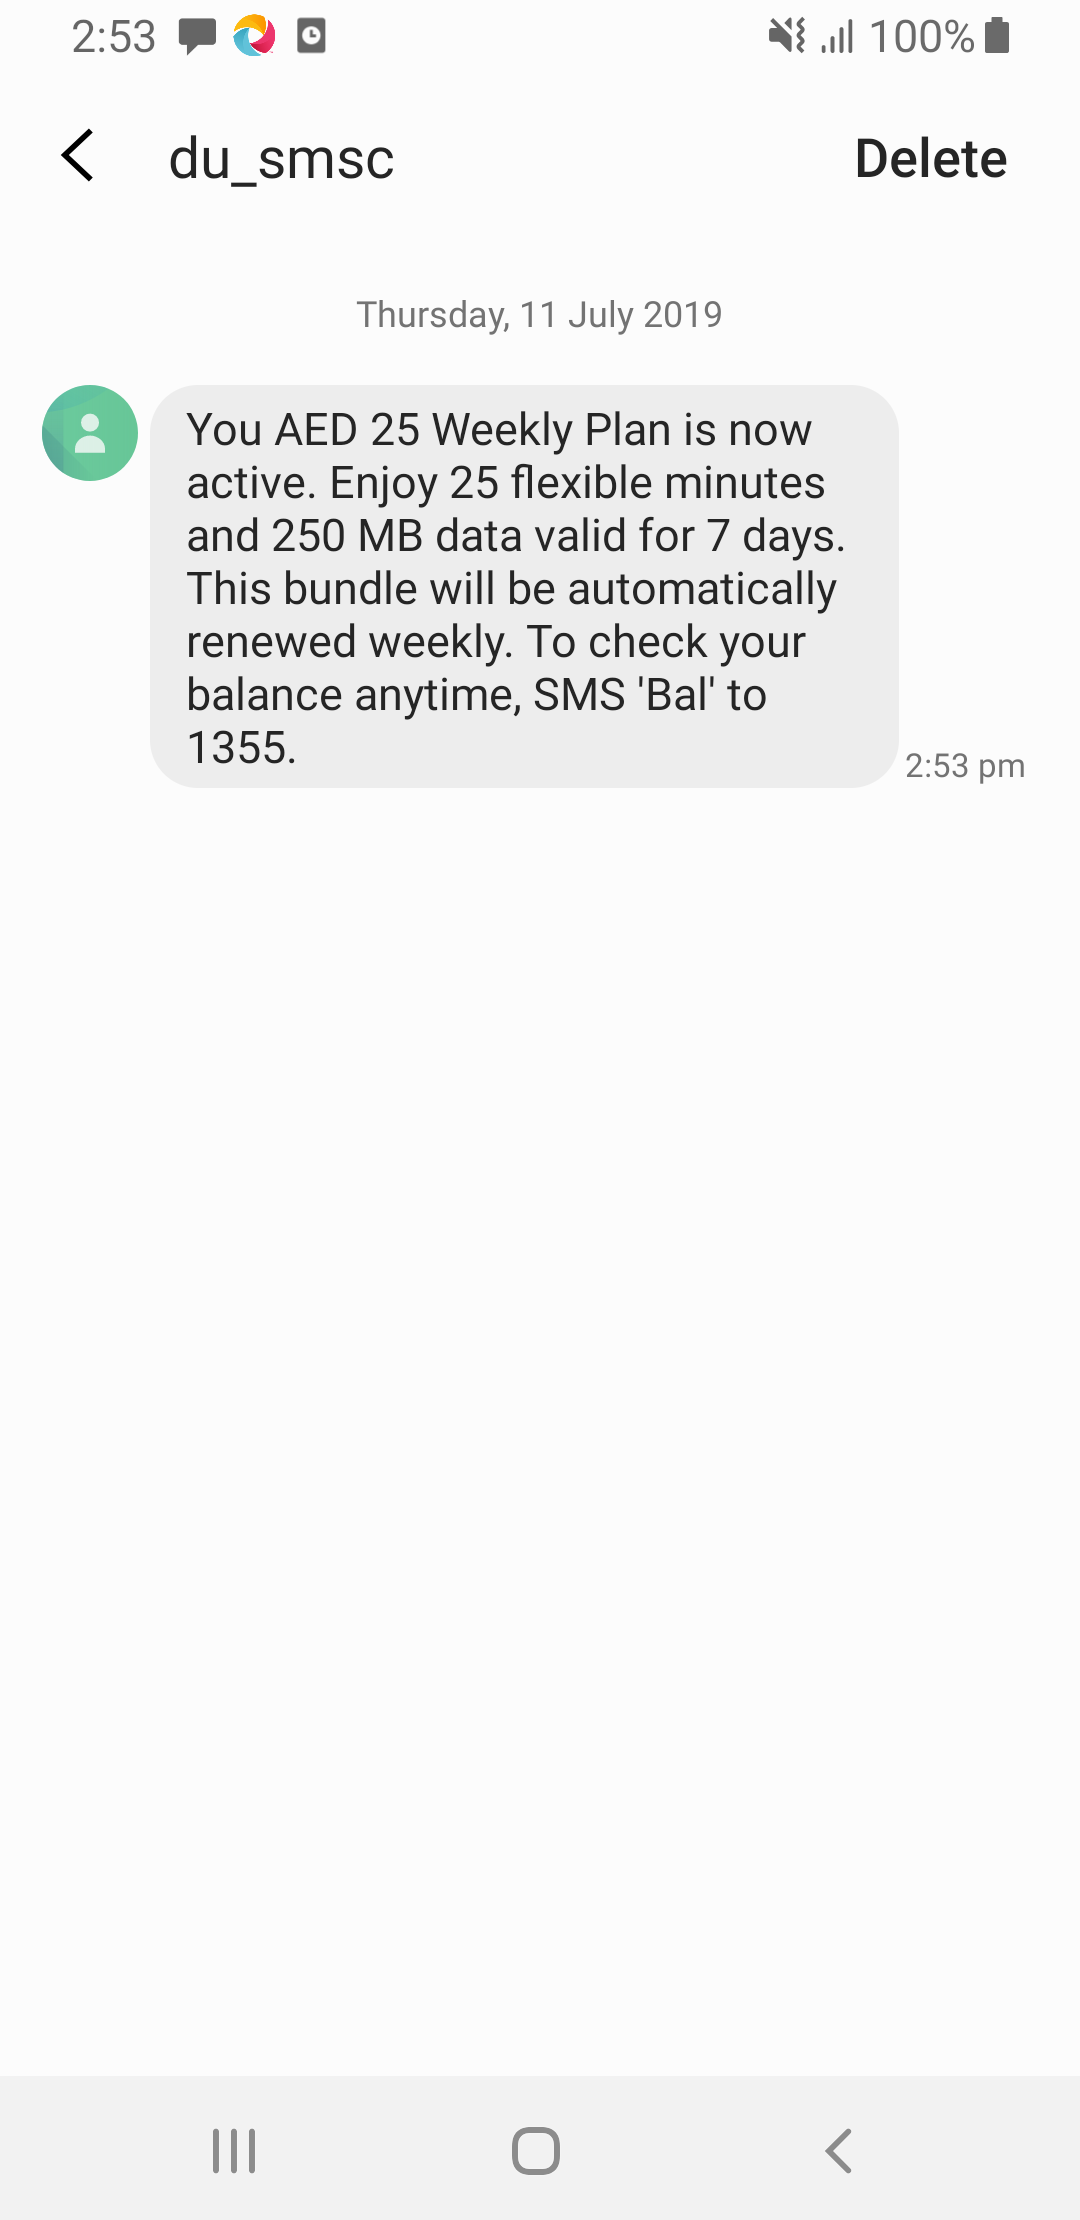 2:53
100%
du_smsc
Delete
Thursday, 11 July 2019
You AED 25 Weekly Plan is now
active. Enjoy 25 flexible minutes
and 250 MB data valid for 7 days.
This bundle will be automatically
renewed weekly. To check your
balance anytime, SMS 'Bal' to
1355.
2:53 pm